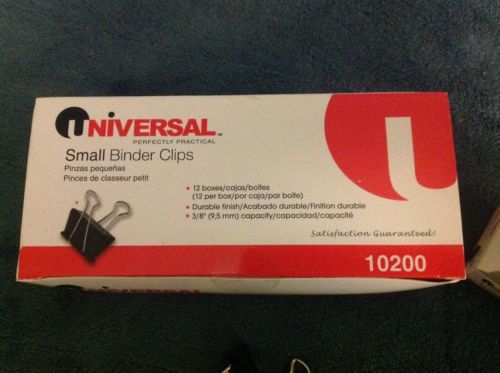 UNIVERSAL™
PERFECTLY PRACTICAL
Small Binder Clips
Pinzas pequeñas
Pinces de classeur petit
• 12 boxes/cajas/boîtes
(12 per box/por caja/par boîte)
• Durable finish/Acabado durable/Finition durable
• 3/8" (9,5 mm) capacity/capacidad/capacité
u
Satisfaction Guaranteed!
10200
UNIVERSAL